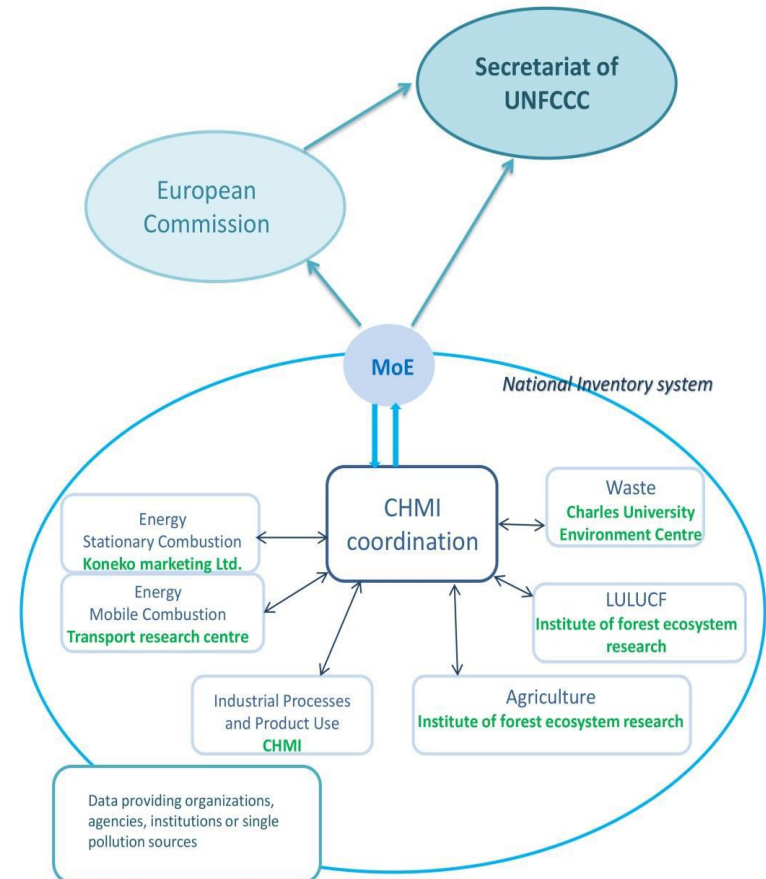 Secretariat of
UNFCCC
European
Commission
MoE
National Inventory system
CHMI
coordination
Waste
Charles University
Environment Centre
Energy
Stationary Combustion
Koneko marketing Ltd.
Energy
Mobile Combustion
Transport research centre
LULUCF
Institute of forest ecosystem
research
Industrial Processes
and Product Use
CHMI
Agriculture
Institute of forest ecosystem research
Data providing organizations,
agencies, institutions or single
pollution sources